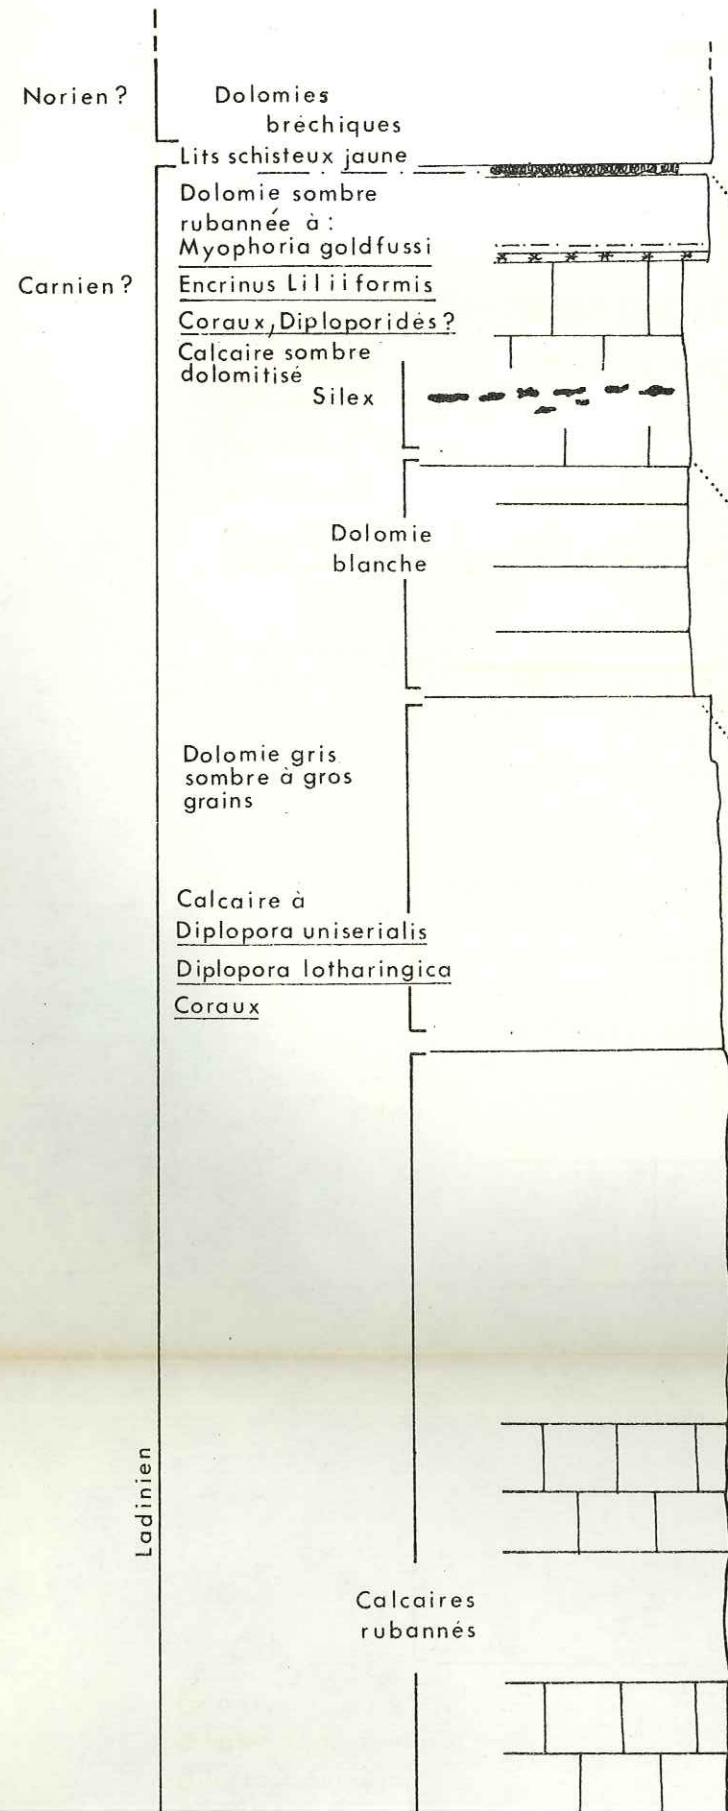 Norien ?
Dolomies
bréchiques
Lits schisteux jaune
Dolomie sombre
rubannée à :
Myophoria goldfussi
Carnien ?
Encrinus Liliiformis
Coraux, Diploporidés ?
Calcaire sombre
dolomitisé
Silex
Dolomie
blanche
Dolomie gris
sombre à gros
grains
Calcaire à
Diplopora uniserialis
Diplopora lotharingica
Coraux
Ladinien
Calcaires
rubannés